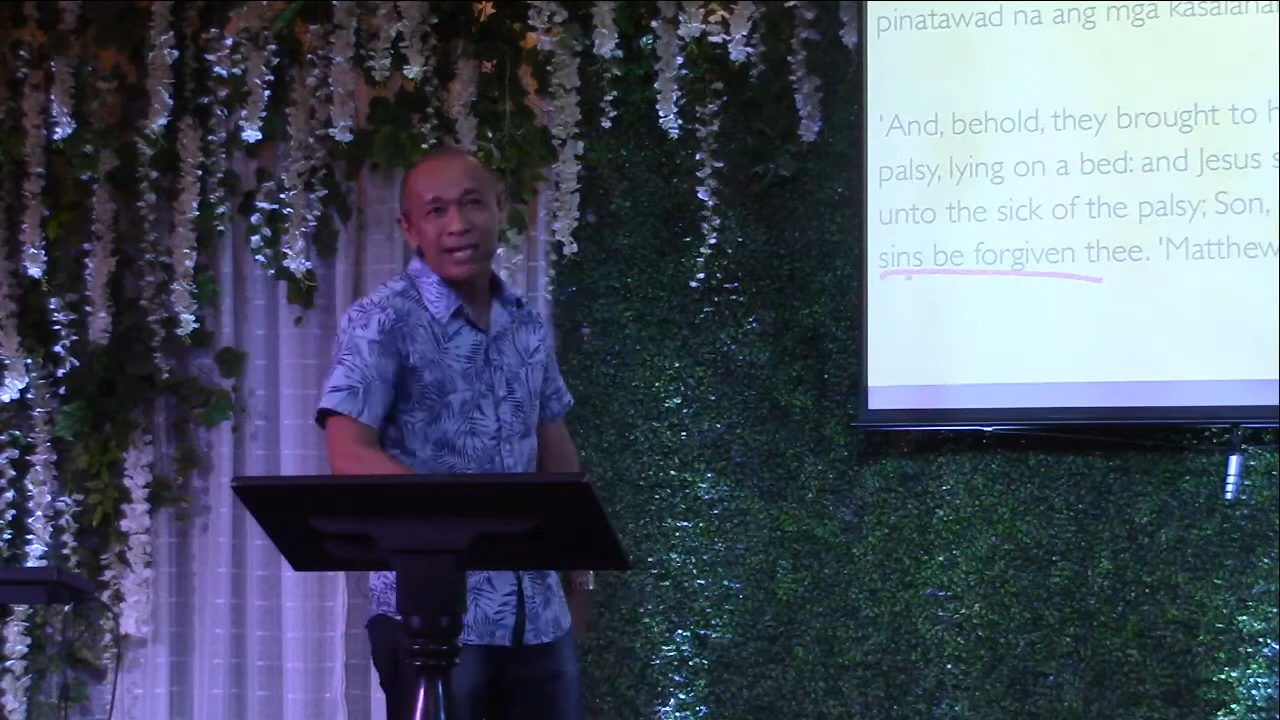 pinatawad na ang mga
'And, behold, they brought to
palsy, lying on a bed: and Jesus
unto the sick of the palsy; Son,
sins be forgiven thee. 'Matthew